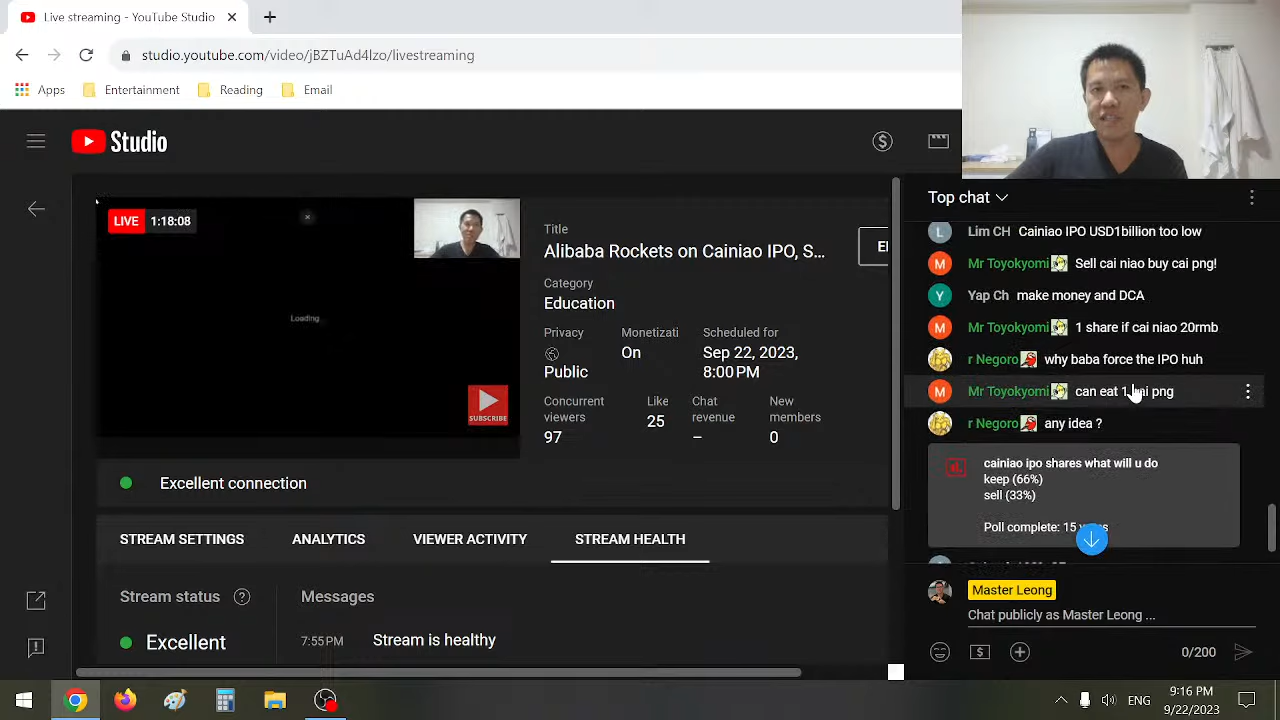 Live streaming - YouTube Studio
studio.youtube.com/video/jBZTuAd4Izo/livestreaming
Apps
Entertainment
Reading
Email
Studio
LIVE 1:18:08
Loading
SUBSCRIBE
Title
Alibaba Rockets on Cainiao IPO, S...
Category
Education
Privacy
Public
Monetizati
On
Scheduled for
Sep 22, 2023,
8:00 PM
Concurrent
viewers
97
Like
25
Chat
revenue
–
New
members
0
Excellent connection
STREAM SETTINGS
ANALYTICS
VIEWER ACTIVITY
STREAM HEALTH
Stream status
Messages
Excellent
7:55 PM
Stream is healthy
Top chat
Lim CH Cainiao IPO USD1billion too low
Mr Toyokyomi Sell cai niao buy cai png!
Yap Ch make money and DCA
Mr Toyokyomi 1 share if cai niao 20rmb
r Negoro why baba force the IPO huh
Mr Toyokyomi can eat 1 png
r Negoro any idea ?
cainiao ipo shares what will u do
keep (66%)
sell (33%)
Poll complete: 15
Master Leong
Chat publicly as Master Leong ...
0/200
9:16 PM
9/22/2023